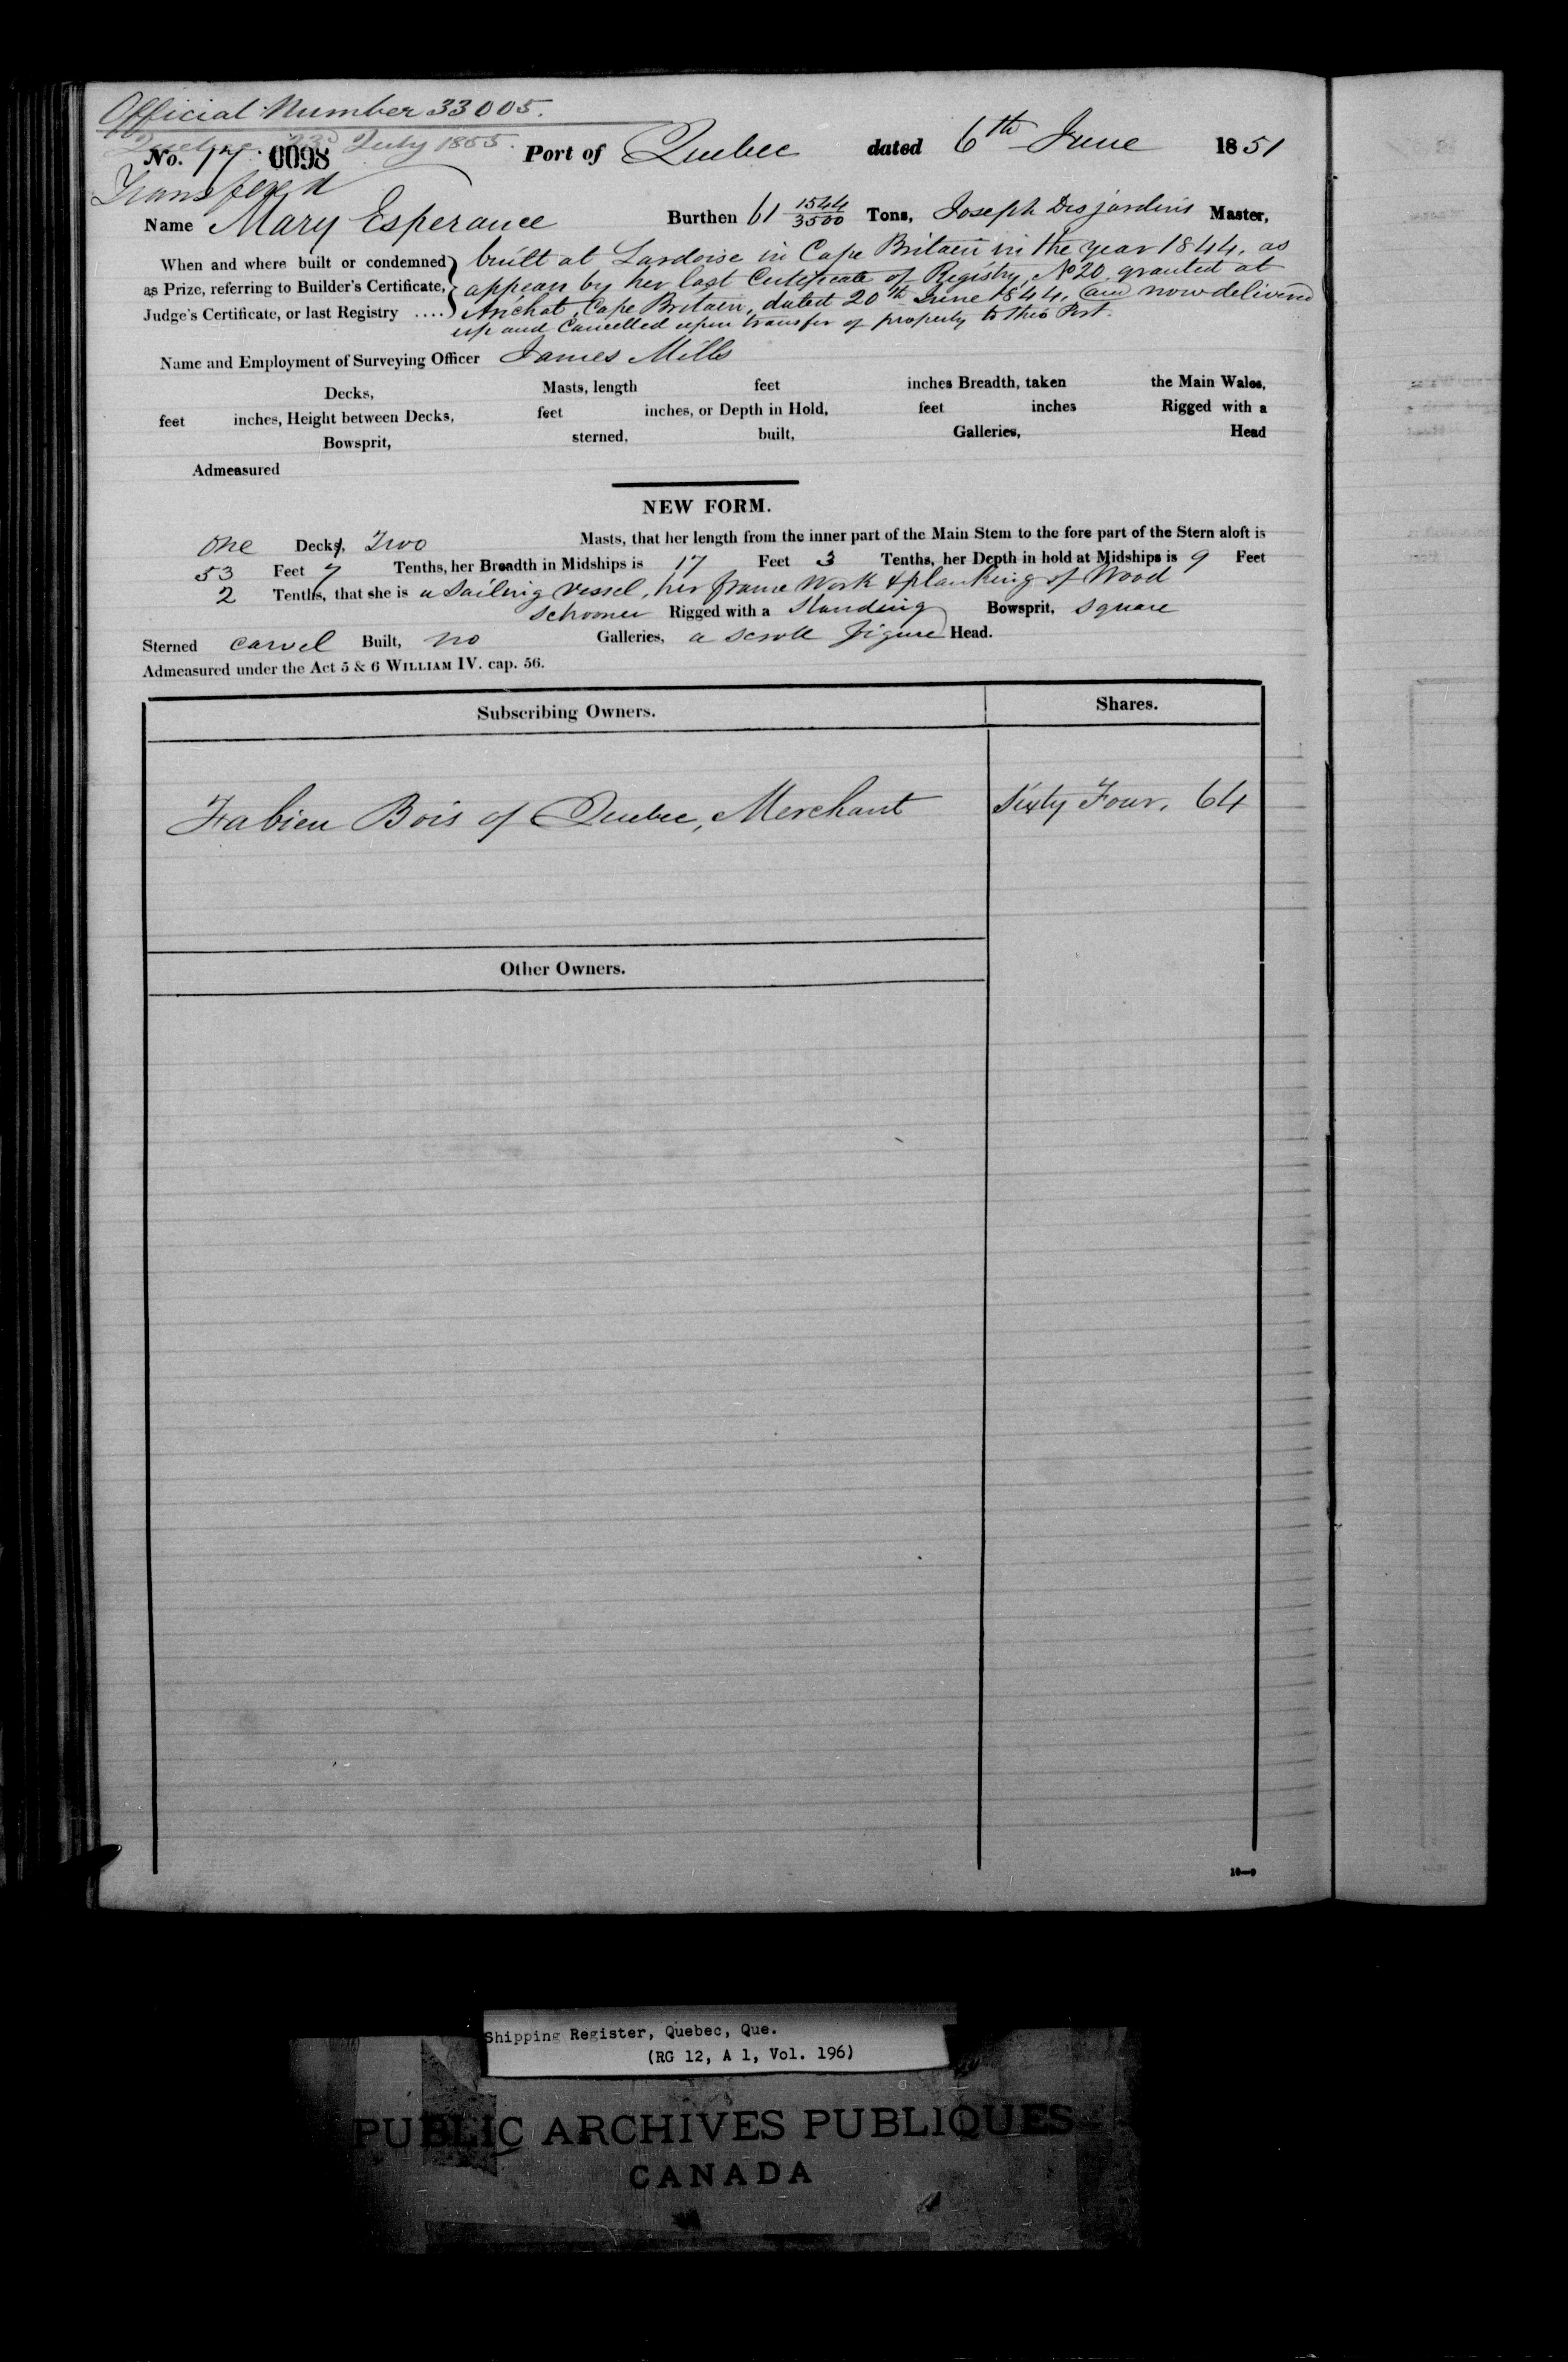 Official Number 33005.
23d July 1855.
No. 17 0098 Port of Quebec dated 6th June 1851
Transferred
Name Mary Esperance Burthen 61 1544/3500 Tons, Joseph Desjardins Master,
When and where built or condemned built at Lardoise in Cape Britain in the year 1844, as
as Prize, referring to Builder's Certificate, appears by her last Certificate of Registry, No 20, granted at
Judge's Certificate, or last Registry .... Arichat, Cape Britain, dated 20th June 1844, and now delivered
up and Cancelled upon transfer of property to this Port.
Name and Employment of Surveying Officer James Mills
Decks, Masts, length feet inches Breadth, taken the Main Wales,
feet inches, Height between Decks, feet inches, or Depth in Hold, feet inches Rigged with a
Bowsprit, sterned, built, Galleries, Head
Admeasured
NEW FORM.
One Decks, Two Masts, that her length from the inner part of the Main Stem to the fore part of the Stern aloft is
53 Feet 7 Tenths, her Breadth in Midships is 17 Feet 3 Tenths, her Depth in hold at Midships is 9 Feet
2 Tenths, that she is a Sailing Vessel, her frame Work & planking of Wood
Schooner Rigged with a Standing Bowsprit, square
Sterned carvel Built, no Galleries, a scroll figure Head.
Admeasured under the Act 5 & 6 WILLIAM IV. cap. 56.
Subscribing Owners. Shares.
Fabien Bois of Quebec, Merchant Sixty Four, 64
Other Owners.
10—9
Shipping Register, Quebec, Que.
(RG 12, A 1, Vol. 196)
PUBLIC ARCHIVES PUBLIQUES
CANADA